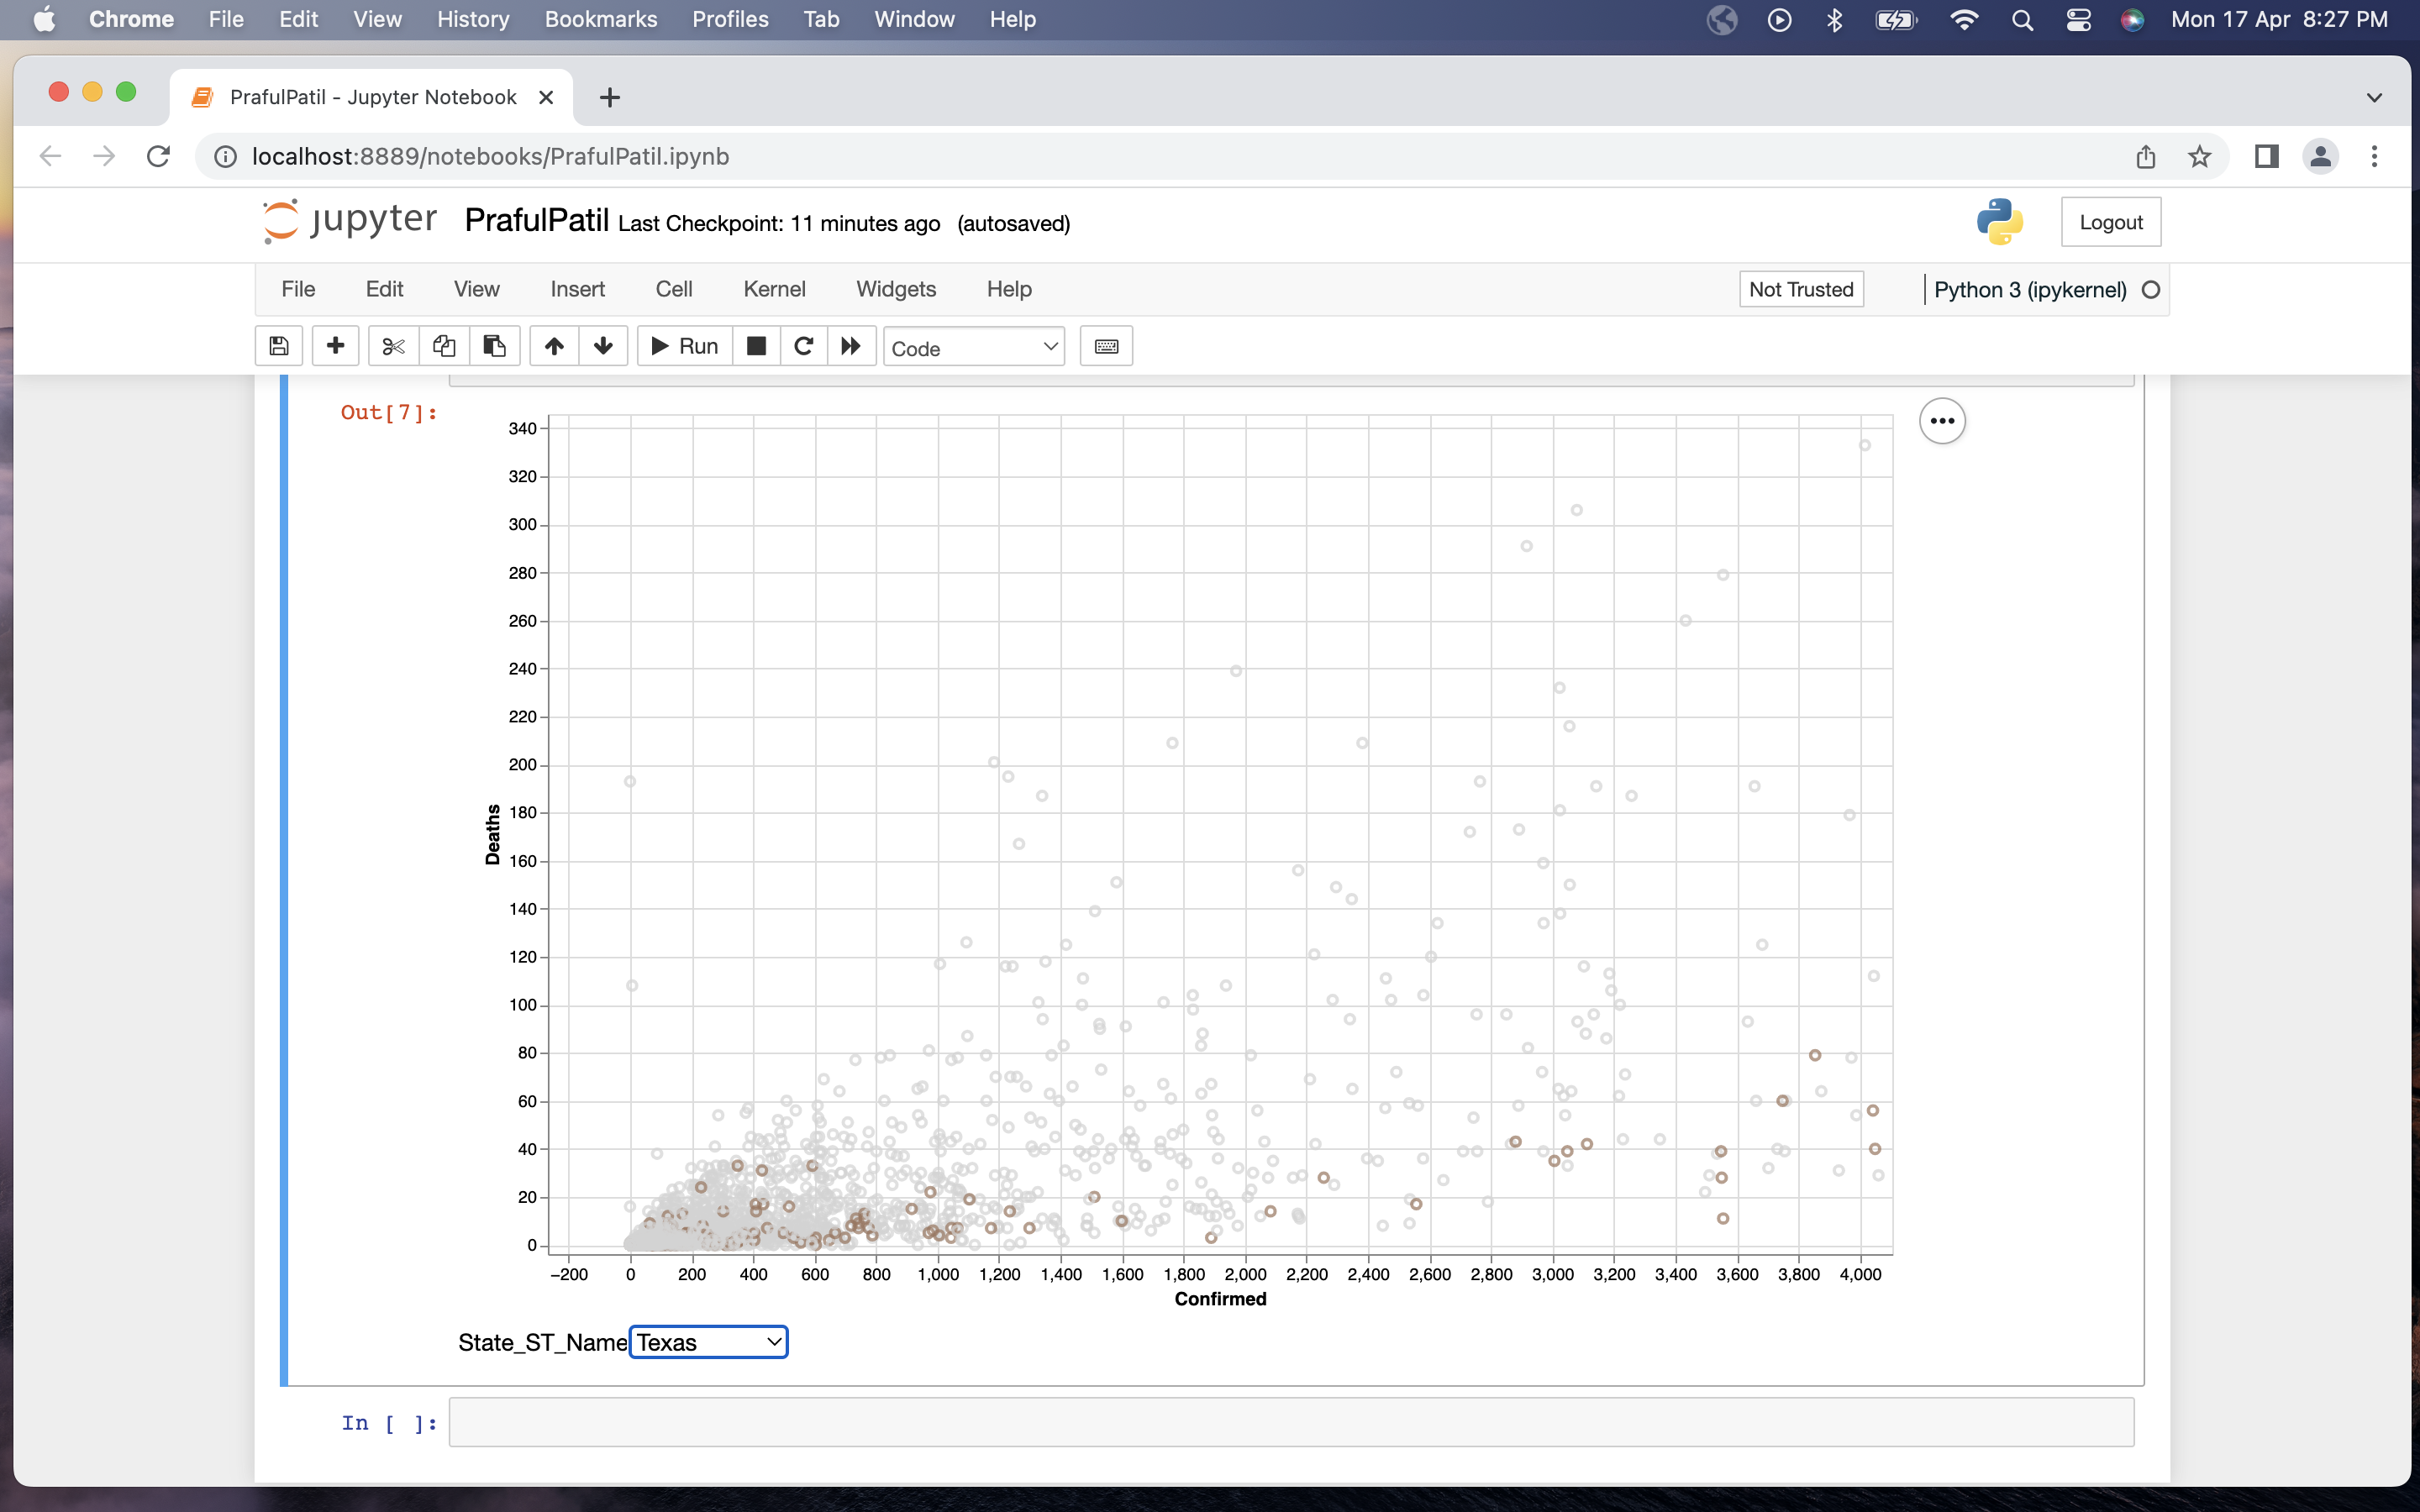 Chrome File Edit View History Bookmarks Profiles Tab Window Help Mon 17 Apr 8:27 PM
PrafulPatil - Jupyter Notebook
localhost:8889/notebooks/PrafulPatil.ipynb
jupyter PrafulPatil Last Checkpoint: 11 minutes ago (autosaved) Logout
File Edit View Insert Cell Kernel Widgets Help Not Trusted Python 3 (ipykernel)
Run Code
Out[7]:
340
320
300
280
260
240
220
200
180
160
140
120
100
80
60
40
20
0
Deaths
−200 0 200 400 600 800 1,000 1,200 1,400 1,600 1,800 2,000 2,200 2,400 2,600 2,800 3,000 3,200 3,400 3,600 3,800 4,000
Confirmed
State_ST_Name Texas
In [ ]: